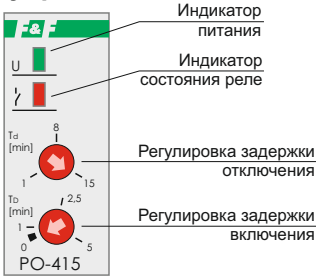 Индикатор
питания
F&F
U
Индикатор
состояния реле
8
Td
[min]
1
15
Регулировка задержки
отключения
2,5
TD
[min]
1
0
5
Регулировка задержки
включения
PO-415